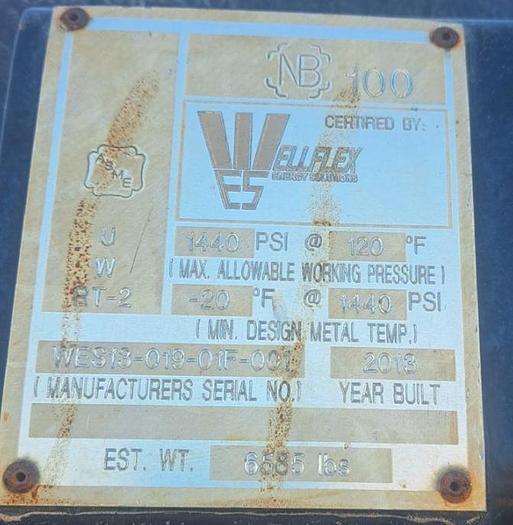 NB 100
CERTIFIED BY:
WELLFLEX
ENERGY SOLUTIONS
WES
ASME
U 1440 PSI @ 120 °F
W ( MAX. ALLOWABLE WORKING PRESSURE )
RT-2 -20 °F @ 1440 PSI
( MIN. DESIGN METAL TEMP.)
WES13-019-01F-001 2013
( MANUFACTURERS SERIAL NO.) YEAR BUILT
EST. WT. 6585 lbs